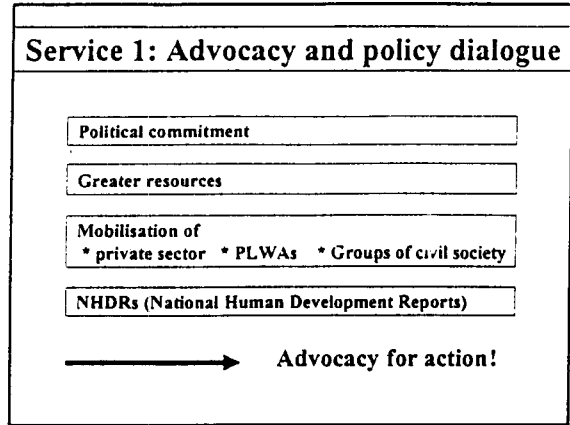 Service 1: Advocacy and policy dialogue
Political commitment
Greater resources
Mobilisation of
* private sector * PLWAs * Groups of civil society
NHDRs (National Human Development Reports)
Advocacy for action!